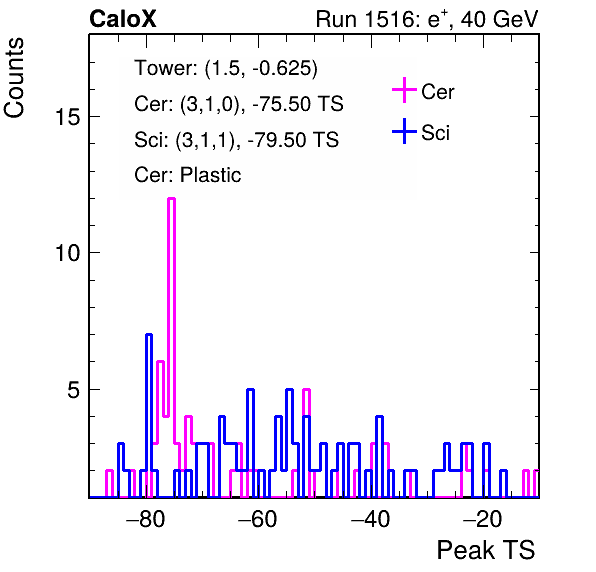 CaloX Run 1516: e⁺, 40 GeV
Counts
Tower: (1.5, -0.625)
Cer: (3,1,0), -75.50 TS
Sci: (3,1,1), -79.50 TS
Cer: Plastic
Cer
Sci
15
10
5
−80 −60 −40 −20
Peak TS